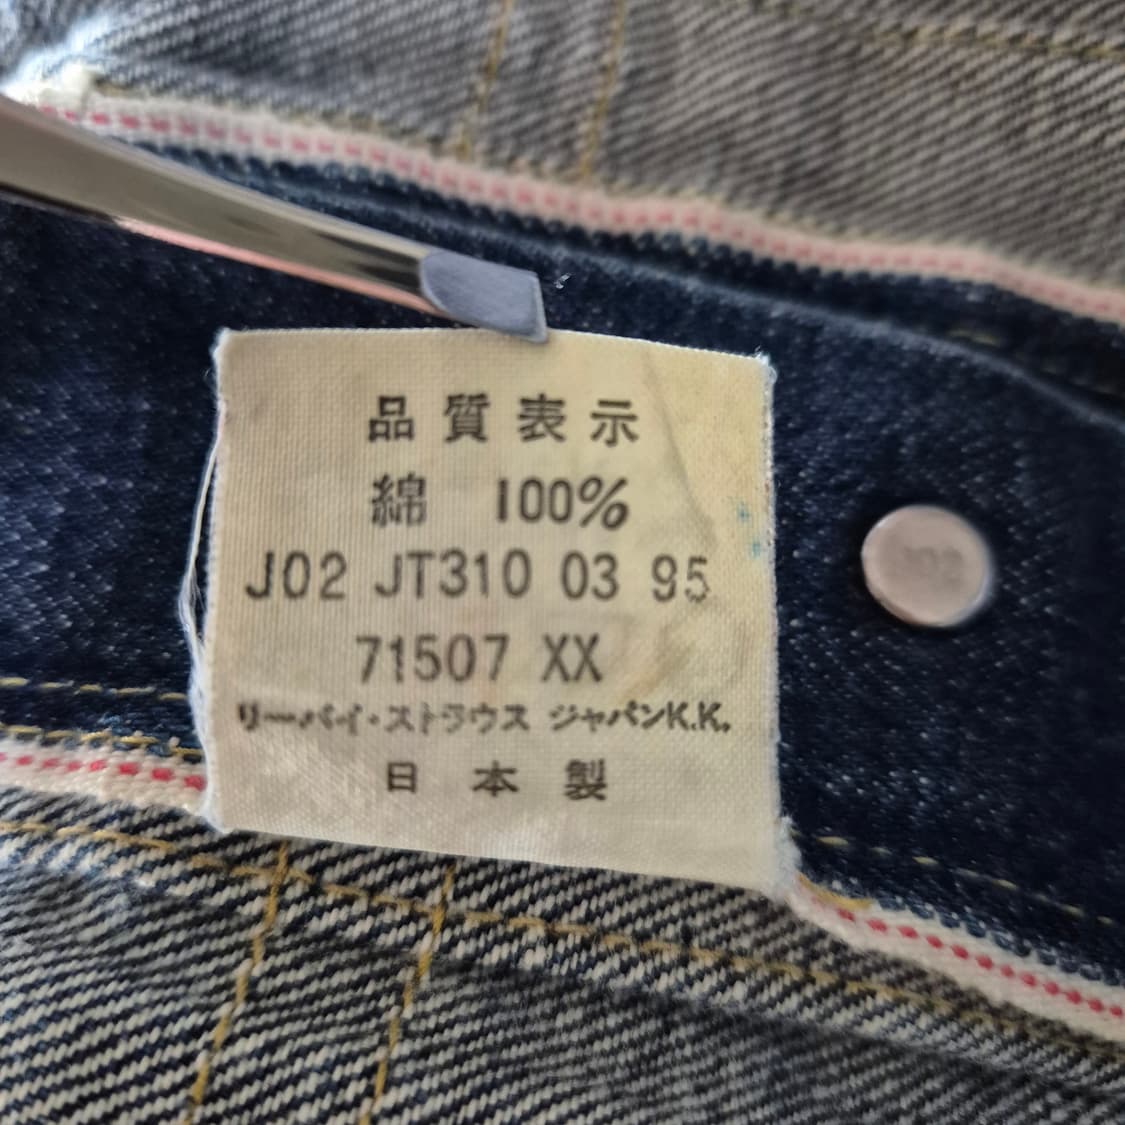 品質表示
綿 100%
J02 JT310 03 95
71507 XX
リーバイ・ストラウス ジャパンK.K.
日本製
J02